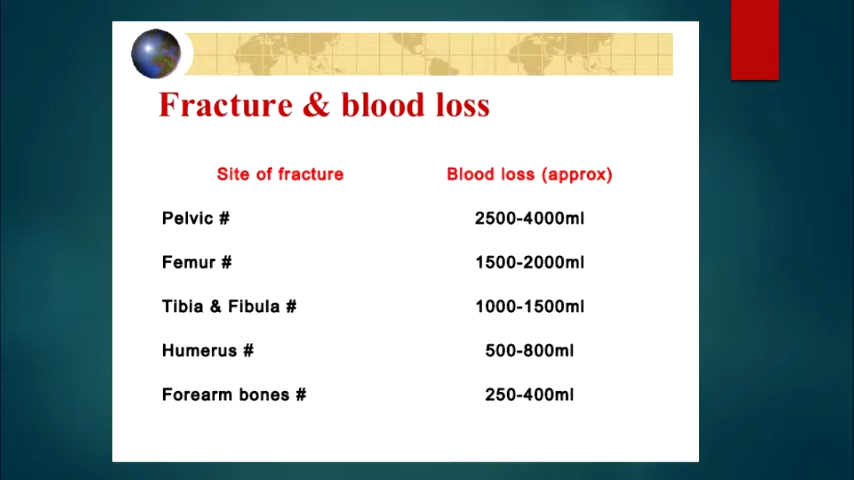 Fracture & blood loss
Site of fracture Blood loss (approx)
Pelvic # 2500-4000ml
Femur # 1500-2000ml
Tibia & Fibula # 1000-1500ml
Humerus # 500-800ml
Forearm bones # 250-400ml